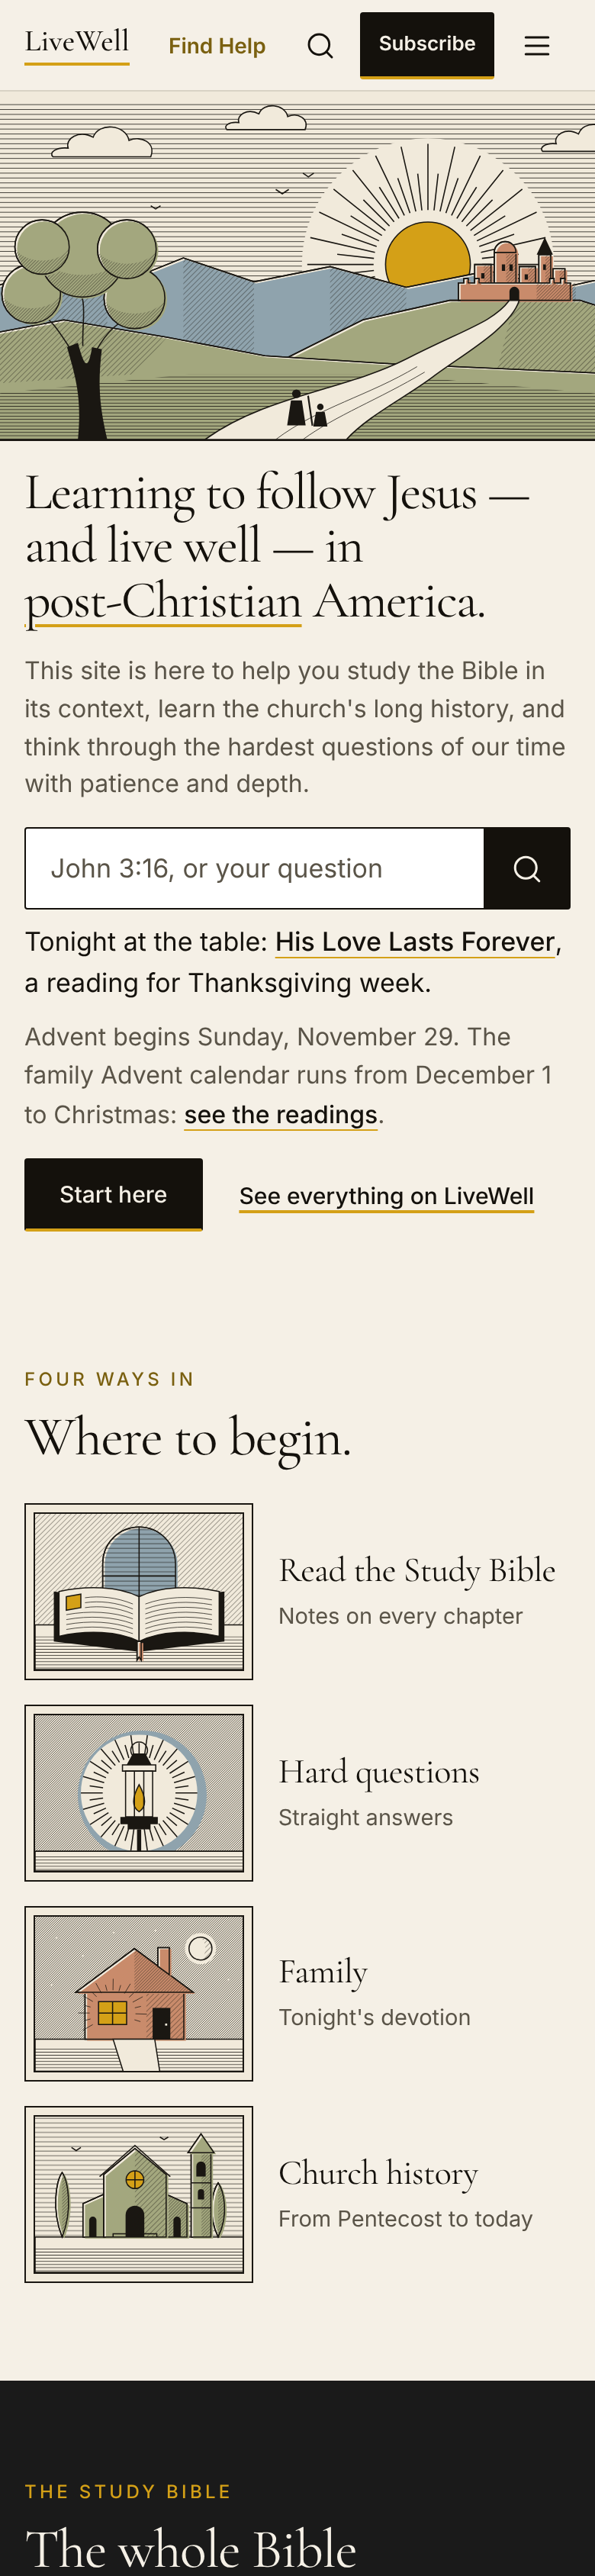 LiveWell
Find Help
Subscribe
Learning to follow Jesus —
and live well — in
post-Christian America.
This site is here to help you study the Bible in
its context, learn the church's long history, and
think through the hardest questions of our time
with patience and depth.
John 3:16, or your question
Tonight at the table: His Love Lasts Forever,
a reading for Thanksgiving week.
Advent begins Sunday, November 29. The
family Advent calendar runs from December 1
to Christmas: see the readings.
Start here
See everything on LiveWell
FOUR WAYS IN
Where to begin.
Read the Study Bible
Notes on every chapter
Hard questions
Straight answers
Family
Tonight's devotion
Church history
From Pentecost to today
THE STUDY BIBLE
The whole Bible